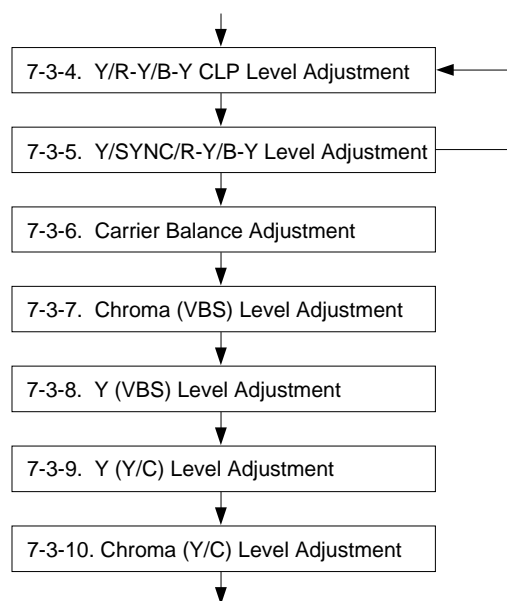 7-3-4. Y/R-Y/B-Y CLP Level Adjustment
7-3-5. Y/SYNC/R-Y/B-Y Level Adjustment
7-3-6. Carrier Balance Adjustment
7-3-7. Chroma (VBS) Level Adjustment
7-3-8. Y (VBS) Level Adjustment
7-3-9. Y (Y/C) Level Adjustment
7-3-10. Chroma (Y/C) Level Adjustment